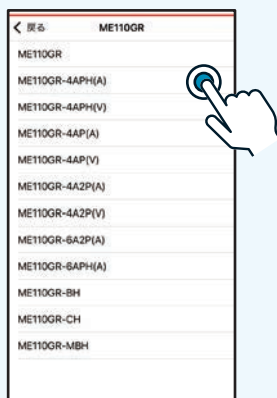 戻る ME110GR
ME110GR
ME110GR-4APH(A)
ME110GR-4APH(V)
ME110GR-4AP(A)
ME110GR-4AP(V)
ME110GR-4A2P(A)
ME110GR-4A2P(V)
ME110GR-6A2P(A)
ME110GR-6APH(A)
ME110GR-BH
ME110GR-CH
ME110GR-MBH